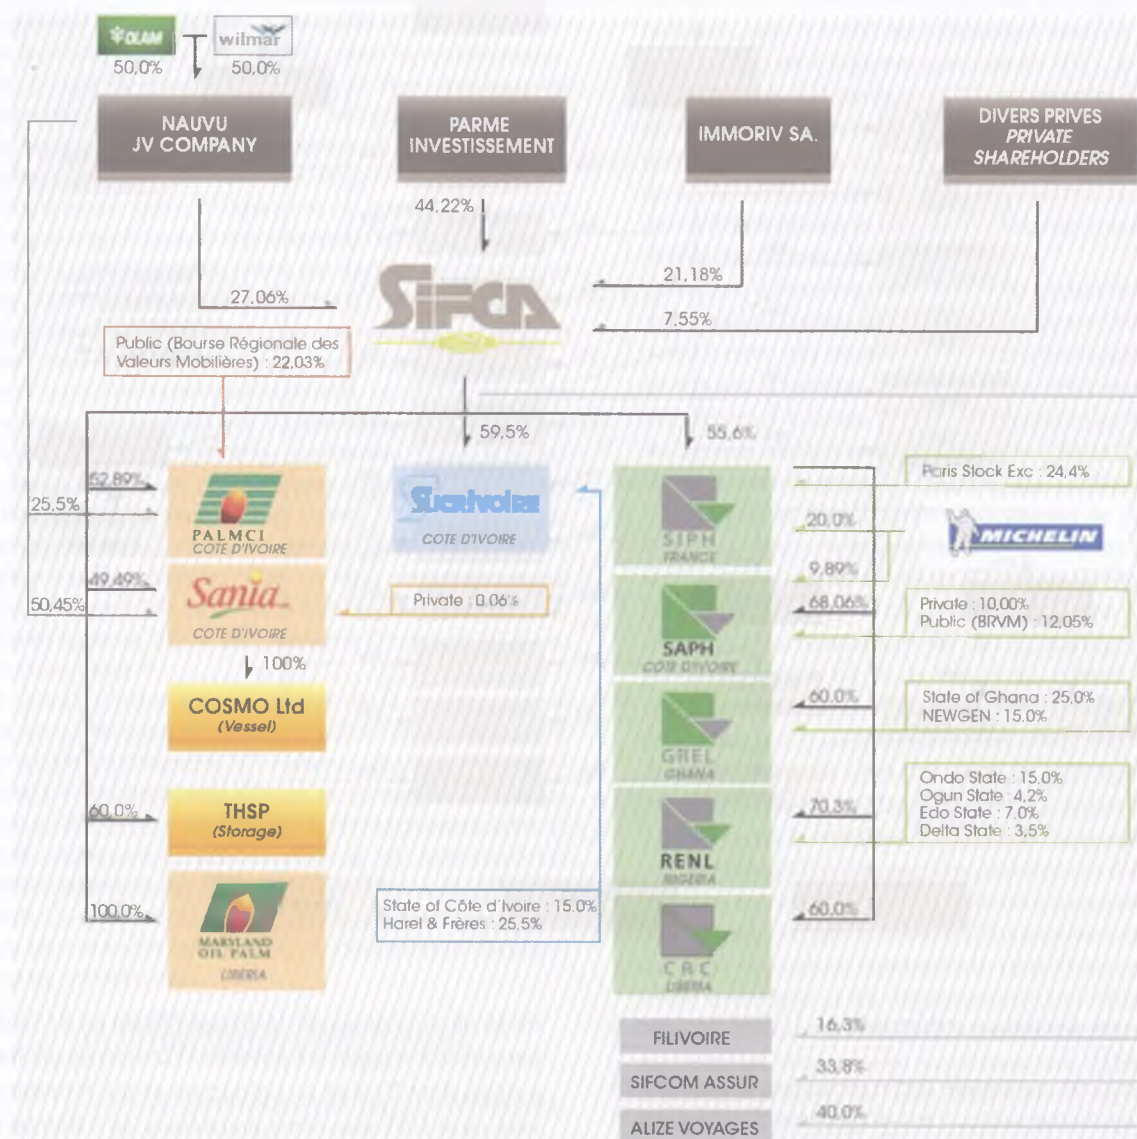 OLAM
wilmar
50,0%
50,0%
NAUVU
JV COMPANY
PARME
INVESTISSEMENT
IMMORIV SA.
DIVERS PRIVES
PRIVATE
SHAREHOLDERS
44,22%
21,18%
27,06%
SIFCA
7,55%
Public (Bourse Régionale des
Valeurs Mobilières) : 22,03%
59,5%
55,6%
52,89%
25,5%
PALMCI
COTE D'IVOIRE
Sucrivoire
COTE D'IVOIRE
SIPH
FRANCE
Paris Stock Exc : 24,4%
20,0%
MICHELIN
9,89%
49,49%
50,45%
Sania
COTE D'IVOIRE
Private : 0.06%
68.06%
SAPH
COTE D'IVOIRE
Private : 10,00%
Public (BRVM) : 12,05%
100%
COSMO Ltd
(Vessel)
60.0%
GREL
GHANA
State of Ghana : 25,0%
NEWGEN : 15.0%
60,0%
THSP
(Storage)
70.3%
RENL
NIGERIA
Ondo State : 15.0%
Ogun State : 4,2%
Edo State : 7.0%
Delta State : 3,5%
100,0%
MARYLAND
OIL PALM
LIBERIA
State of Côte d'Ivoire : 15.0%
Harel & Frères : 25,5%
60.0%
CRC
LIBERIA
FILIVOIRE
16,3%
SIFCOM ASSUR
33,8%
ALIZE VOYAGES
40.0%